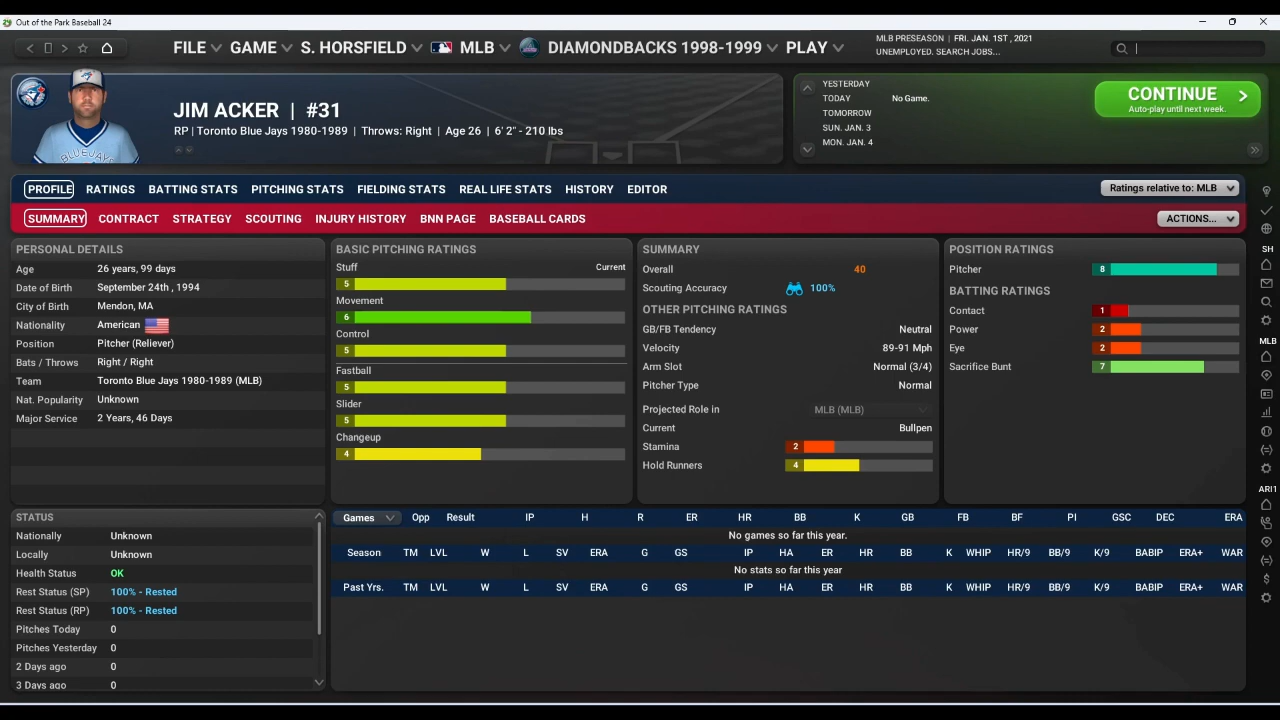 Out of the Park Baseball 24
FILE GAME S. HORSFIELD MLB DIAMONDBACKS 1998-1999 PLAY
MLB PRESEASON | FRI. JAN. 1ST , 2021
UNEMPLOYED. SEARCH JOBS...
JIM ACKER | #31
RP | Toronto Blue Jays 1980-1989 | Throws: Right | Age 26 | 6' 2" - 210 lbs
YESTERDAY
TODAY No Game.
TOMORROW
SUN. JAN. 3
MON. JAN. 4
CONTINUE
Auto-play until next week.
PROFILE RATINGS BATTING STATS PITCHING STATS FIELDING STATS REAL LIFE STATS HISTORY EDITOR
Ratings relative to: MLB
SUMMARY CONTRACT STRATEGY SCOUTING INJURY HISTORY BNN PAGE BASEBALL CARDS
ACTIONS...
PERSONAL DETAILS
Age 26 years, 99 days
Date of Birth September 24th , 1994
City of Birth Mendon, MA
Nationality American
Position Pitcher (Reliever)
Bats / Throws Right / Right
Team Toronto Blue Jays 1980-1989 (MLB)
Nat. Popularity Unknown
Major Service 2 Years, 46 Days
BASIC PITCHING RATINGS
Stuff Current
5
Movement
6
Control
5
Fastball
5
Slider
5
Changeup
4
SUMMARY
Overall 40
Scouting Accuracy 100%
OTHER PITCHING RATINGS
GB/FB Tendency Neutral
Velocity 89-91 Mph
Arm Slot Normal (3/4)
Pitcher Type Normal
Projected Role in MLB (MLB)
Current Bullpen
Stamina 2
Hold Runners 4
POSITION RATINGS
Pitcher 8
BATTING RATINGS
Contact 1
Power 2
Eye 2
Sacrifice Bunt 7
SH
MLB
ARI1
STATUS
Nationally Unknown
Locally Unknown
Health Status OK
Rest Status (SP) 100% - Rested
Rest Status (RP) 100% - Rested
Pitches Today 0
Pitches Yesterday 0
2 Days ago 0
3 Days ago 0
Games Opp Result IP H R ER HR BB K GB FB BF PI GSC DEC ERA
No games so far this year.
Season TM LVL W L SV ERA G GS IP HA ER HR BB K WHIP HR/9 BB/9 K/9 BABIP ERA+ WAR
No stats so far this year
Past Yrs. TM LVL W L SV ERA G GS IP HA ER HR BB K WHIP HR/9 BB/9 K/9 BABIP ERA+ WAR